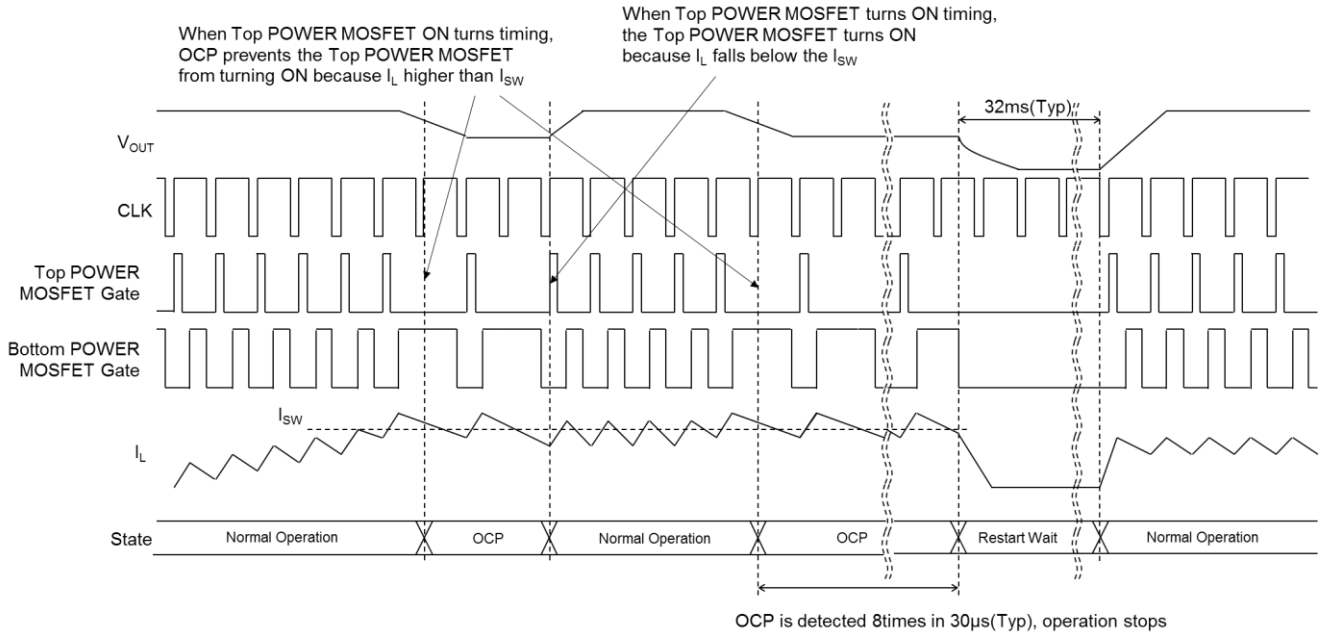 When Top POWER MOSFET ON turns timing,
OCP prevents the Top POWER MOSFET
from turning ON because IL higher than ISW
When Top POWER MOSFET turns ON timing,
the Top POWER MOSFET turns ON
because IL falls below the ISW
32ms(Typ)
VOUT
CLK
Top POWER
MOSFET Gate
Bottom POWER
MOSFET Gate
ISW
IL
State
Normal Operation
OCP
Normal Operation
OCP
Restart Wait
Normal Operation
OCP is detected 8times in 30µs(Typ), operation stops